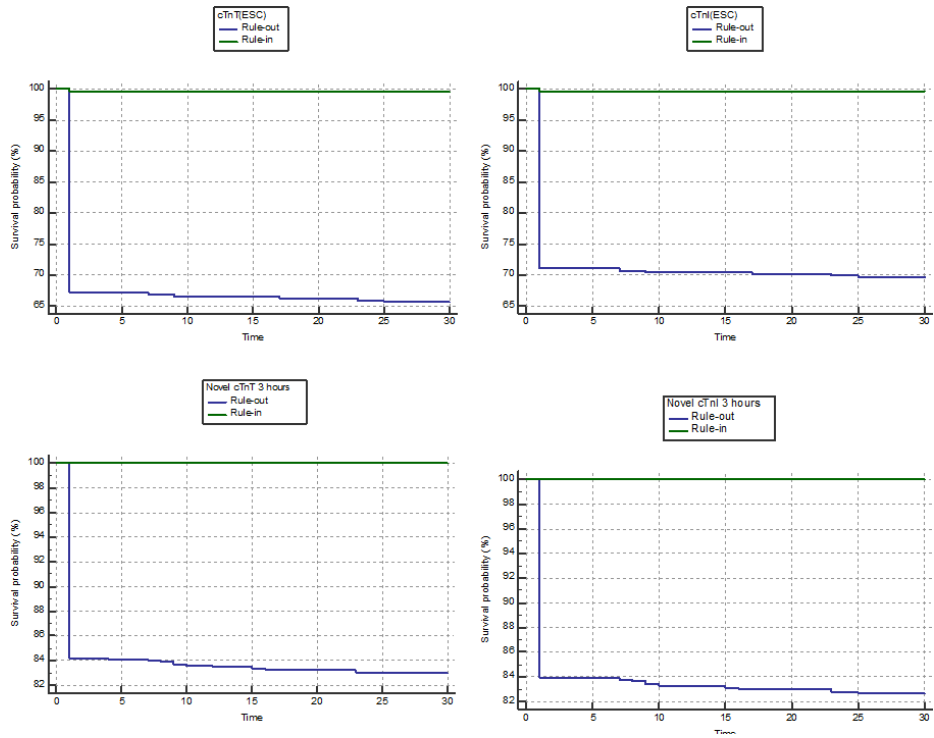 cTnT(ESC)
Rule-out
Rule-in
100
95
90
85
80
75
70
65
Survival probability (%)
0 5 10 15 20 25 30
Time
cTnI(ESC)
Rule-out
Rule-in
100
95
90
85
80
75
70
65
Survival probability (%)
0 5 10 15 20 25 30
Time
Novel cTnT 3 hours
Rule-out
Rule-in
100
98
96
94
92
90
88
86
84
82
Survival probability (%)
0 5 10 15 20 25 30
Time
Novel cTnI 3 hours
Rule-out
Rule-in
100
98
96
94
92
90
88
86
84
82
Survival probability (%)
0 5 10 15 20 25 30
Time